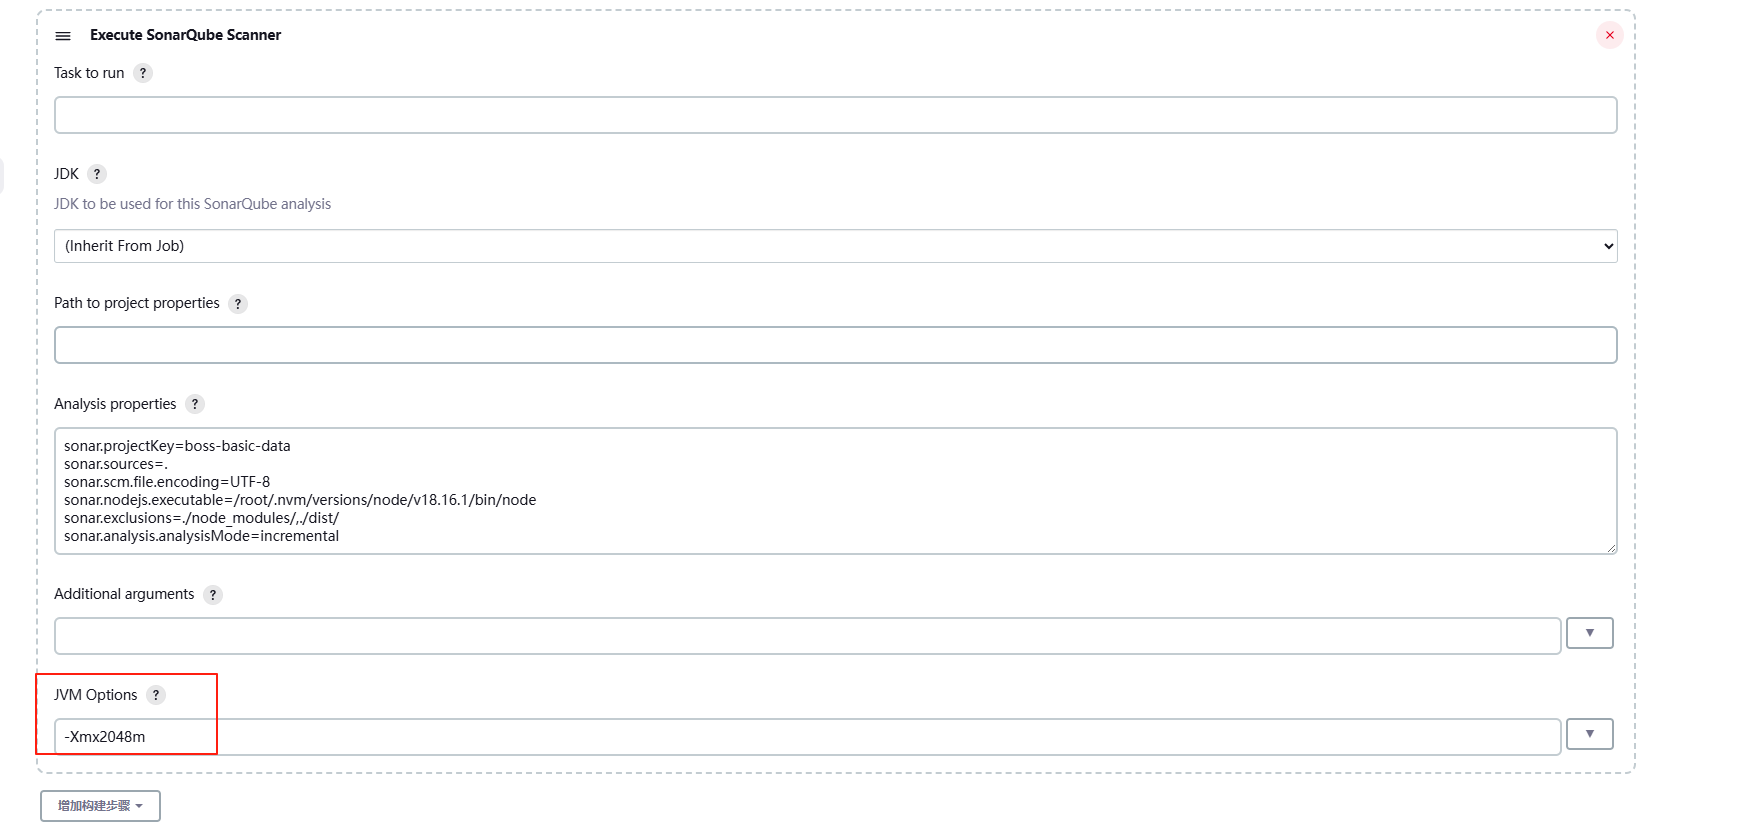 Execute SonarQube Scanner
Task to run ?
JDK ?
JDK to be used for this SonarQube analysis
(Inherit From Job)
Path to project properties ?
Analysis properties ?
sonar.projectKey=boss-basic-data
sonar.sources=.
sonar.scm.file.encoding=UTF-8
sonar.nodejs.executable=/root/.nvm/versions/node/v18.16.1/bin/node
sonar.exclusions=./node_modules/,./dist/
sonar.analysis.analysisMode=incremental
Additional arguments ?
JVM Options ?
-Xmx2048m
增加构建步骤